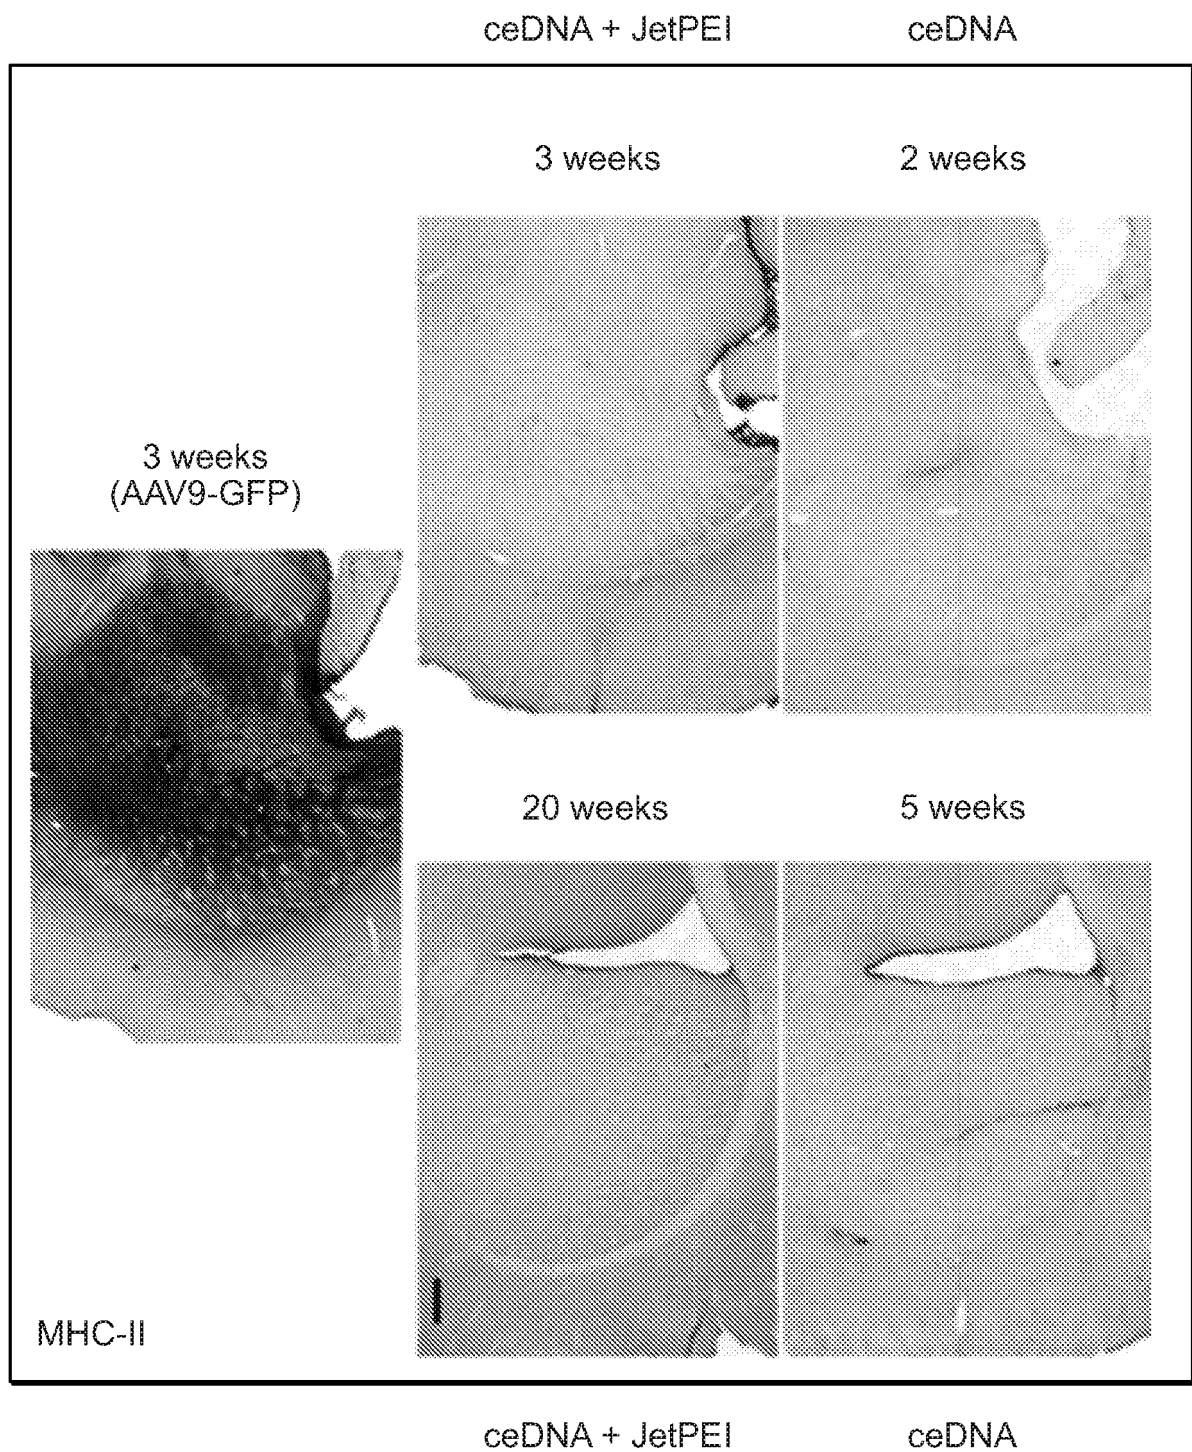 ceDNA + JetPEI
ceDNA
3 weeks
2 weeks
3 weeks
(AAV9-GFP)
20 weeks
5 weeks
MHC-II
ceDNA + JetPEI
ceDNA